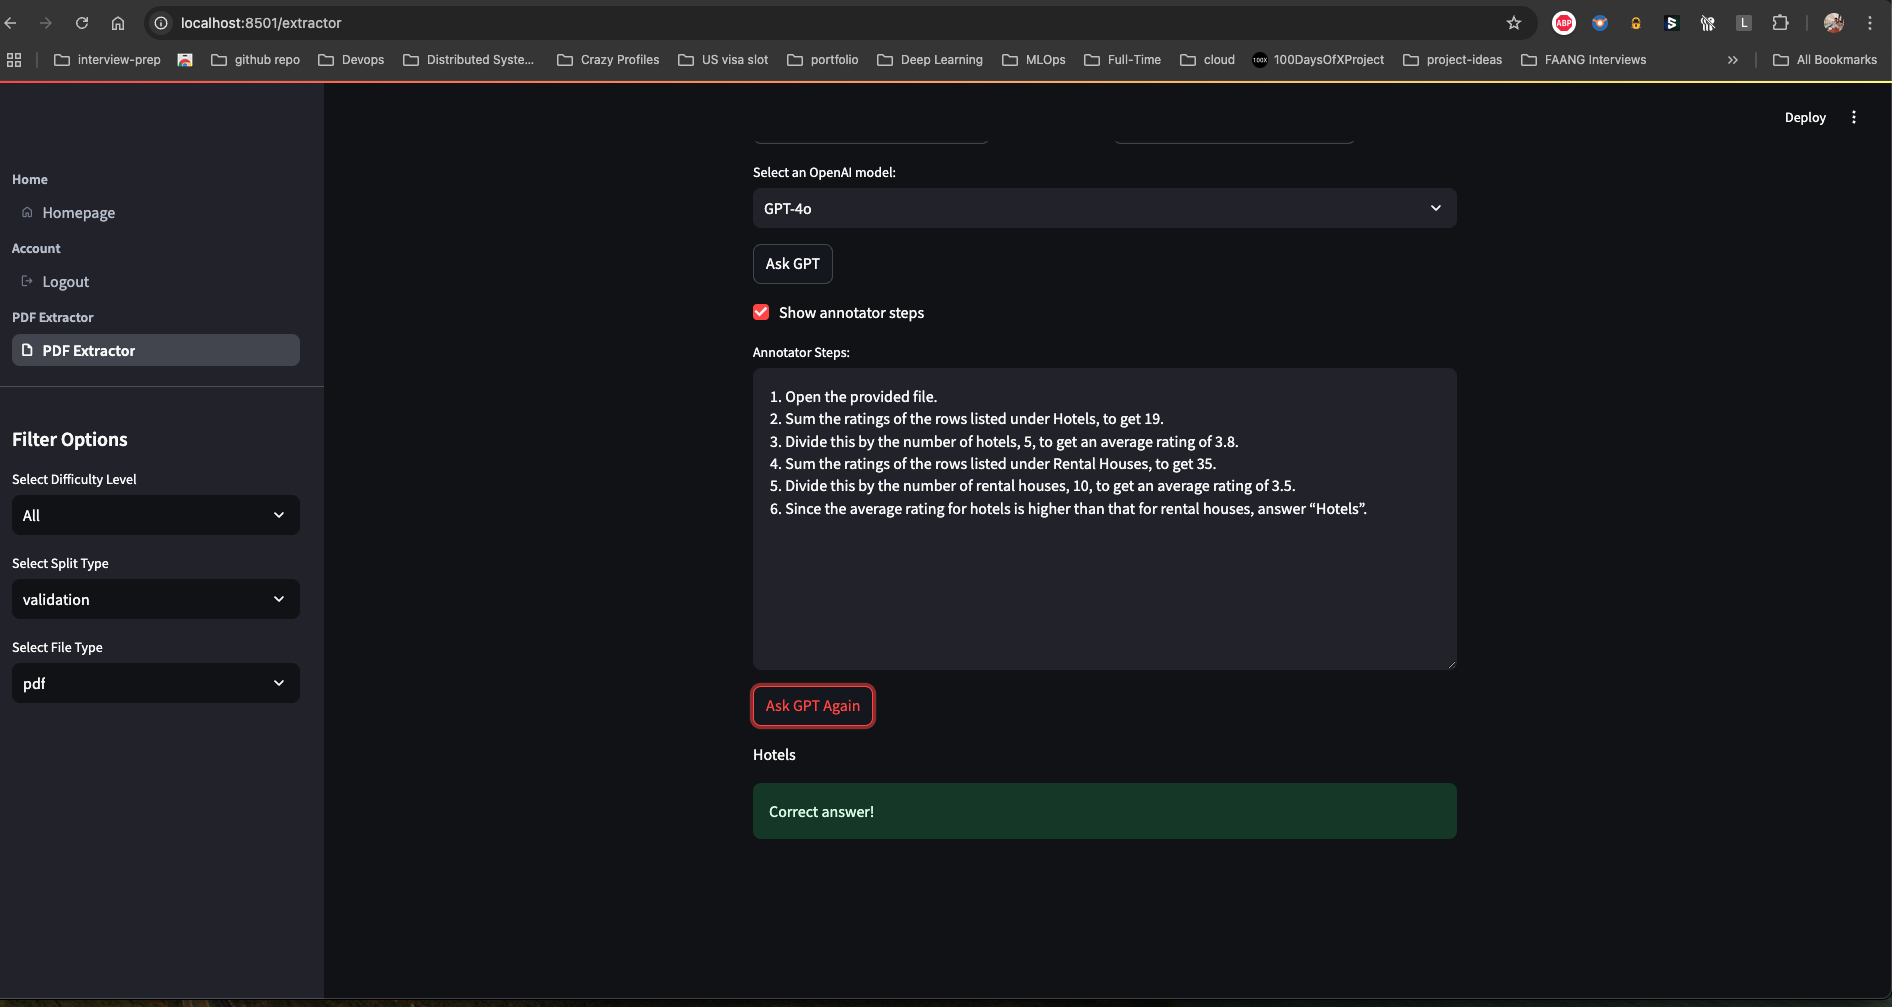 localhost:8501/extractor
ABP
S
L
interview-prep
github repo
Devops
Distributed Syste...
Crazy Profiles
US visa slot
portfolio
Deep Learning
MLOps
Full-Time
cloud
100X
100DaysOfXProject
project-ideas
FAANG Interviews
All Bookmarks
Deploy
Home
Homepage
Account
Logout
PDF Extractor
PDF Extractor
Filter Options
Select Difficulty Level
All
Select Split Type
validation
Select File Type
pdf
Select an OpenAI model:
GPT-4o
Ask GPT
Show annotator steps
Annotator Steps:
1. Open the provided file.
2. Sum the ratings of the rows listed under Hotels, to get 19.
3. Divide this by the number of hotels, 5, to get an average rating of 3.8.
4. Sum the ratings of the rows listed under Rental Houses, to get 35.
5. Divide this by the number of rental houses, 10, to get an average rating of 3.5.
6. Since the average rating for hotels is higher than that for rental houses, answer “Hotels”.
Ask GPT Again
Hotels
Correct answer!